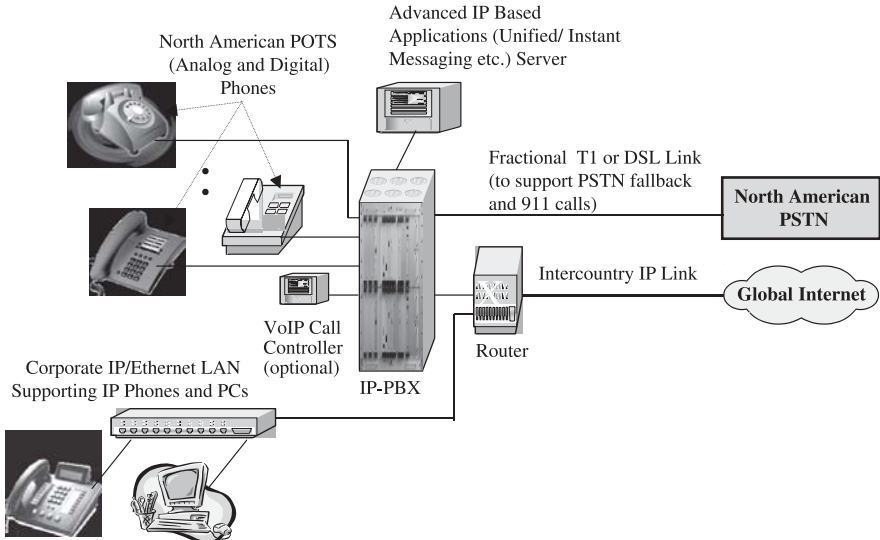 Advanced IP Based
Applications (Unified/ Instant
Messaging etc.) Server
North American POTS
(Analog and Digital)
Phones
Fractional T1 or DSL Link
(to support PSTN fallback
and 911 calls)
North American
PSTN
Intercountry IP Link
Global Internet
VoIP Call
Controller
(optional)
Router
IP-PBX
Corporate IP/Ethernet LAN
Supporting IP Phones and PCs